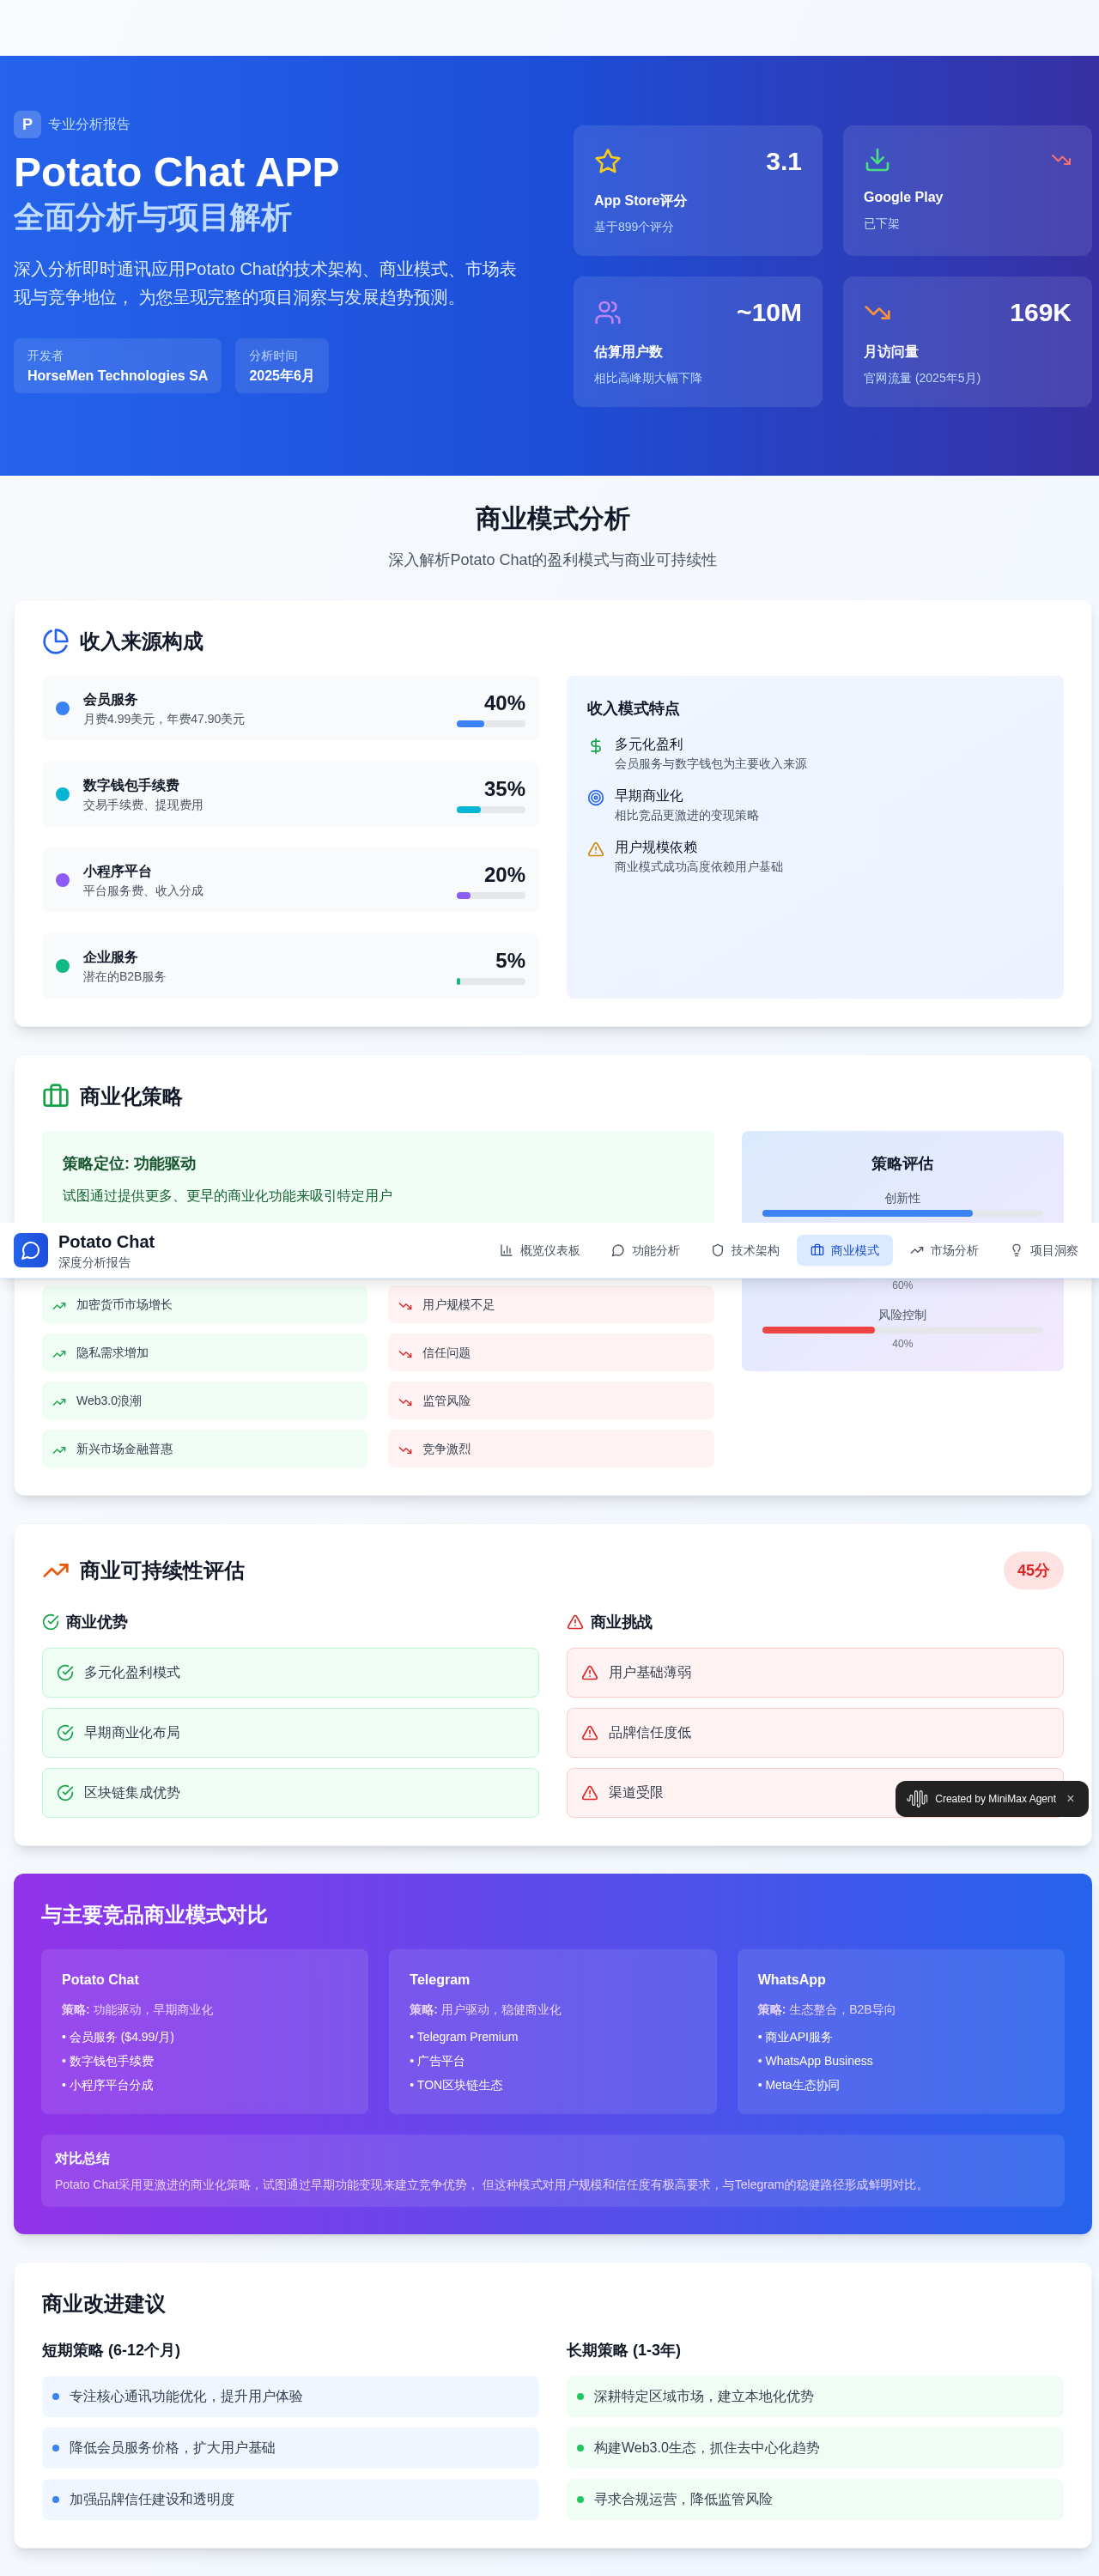 P 专业分析报告
Potato Chat APP
全面分析与项目解析
深入分析即时通讯应用Potato Chat的技术架构、商业模式、市场表
现与竞争地位， 为您呈现完整的项目洞察与发展趋势预测。
开发者
HorseMen Technologies SA
分析时间
2025年6月
3.1
App Store评分
基于899个评分
Google Play
已下架
~10M
估算用户数
相比高峰期大幅下降
169K
月访问量
官网流量 (2025年5月)
商业模式分析
深入解析Potato Chat的盈利模式与商业可持续性
收入来源构成
会员服务
月费4.99美元，年费47.90美元
40%
数字钱包手续费
交易手续费、提现费用
35%
小程序平台
平台服务费、收入分成
20%
企业服务
潜在的B2B服务
5%
收入模式特点
多元化盈利
会员服务与数字钱包为主要收入来源
早期商业化
相比竞品更激进的变现策略
用户规模依赖
商业模式成功高度依赖用户基础
商业化策略
策略定位: 功能驱动
试图通过提供更多、更早的商业化功能来吸引特定用户
策略评估
创新性
Potato Chat
深度分析报告
概览仪表板
功能分析
技术架构
商业模式
市场分析
项目洞察
加密货币市场增长
隐私需求增加
Web3.0浪潮
新兴市场金融普惠
用户规模不足
信任问题
监管风险
竞争激烈
60%
风险控制
40%
商业可持续性评估
45分
商业优势
多元化盈利模式
早期商业化布局
区块链集成优势
商业挑战
用户基础薄弱
品牌信任度低
渠道受限
Created by MiniMax Agent ×
与主要竞品商业模式对比
Potato Chat
策略: 功能驱动，早期商业化
• 会员服务 ($4.99/月)
• 数字钱包手续费
• 小程序平台分成
Telegram
策略: 用户驱动，稳健商业化
• Telegram Premium
• 广告平台
• TON区块链生态
WhatsApp
策略: 生态整合，B2B导向
• 商业API服务
• WhatsApp Business
• Meta生态协同
对比总结
Potato Chat采用更激进的商业化策略，试图通过早期功能变现来建立竞争优势， 但这种模式对用户规模和信任度有极高要求，与Telegram的稳健路径形成鲜明对比。
商业改进建议
短期策略 (6-12个月)
专注核心通讯功能优化，提升用户体验
降低会员服务价格，扩大用户基础
加强品牌信任建设和透明度
长期策略 (1-3年)
深耕特定区域市场，建立本地化优势
构建Web3.0生态，抓住去中心化趋势
寻求合规运营，降低监管风险